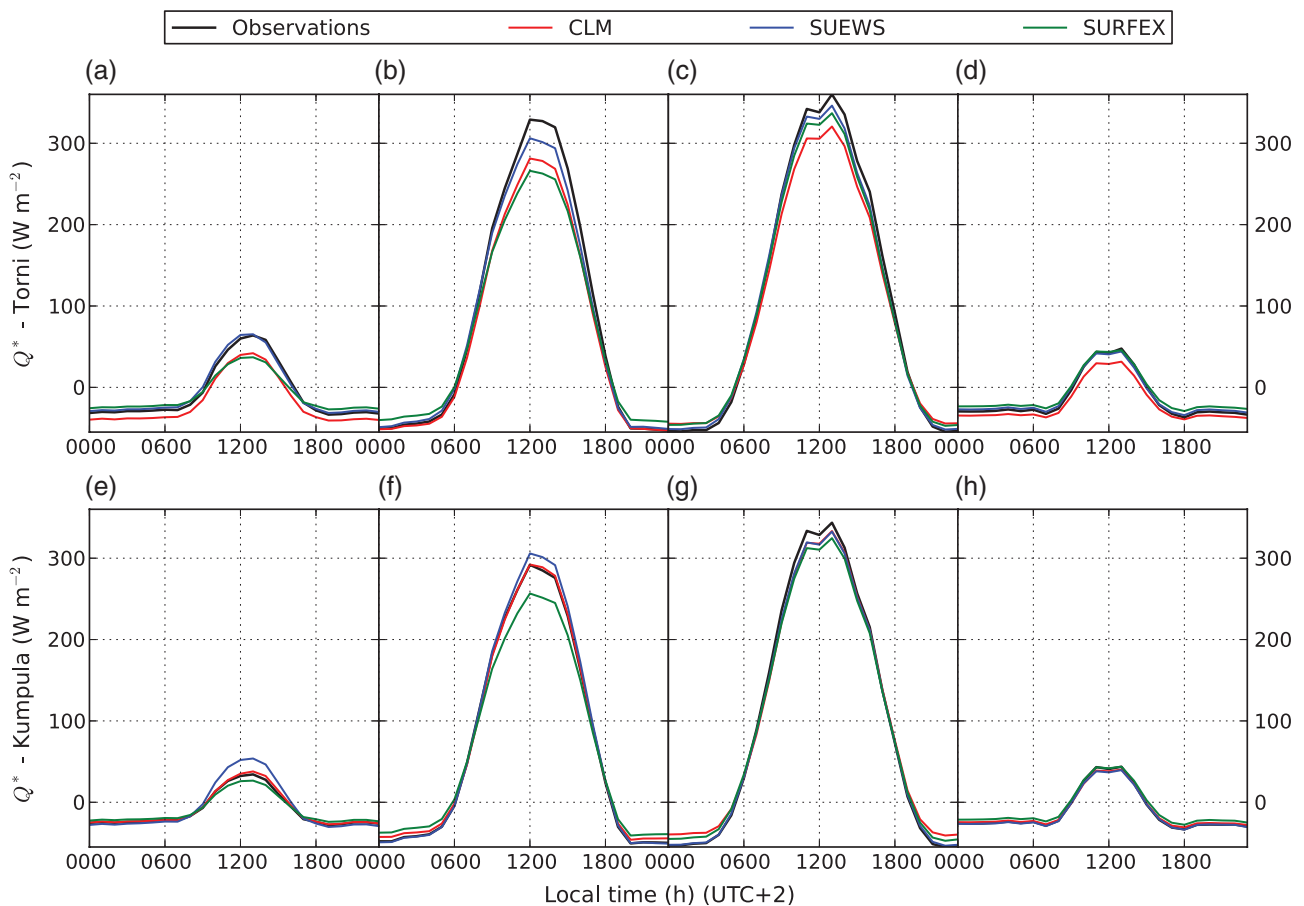 Observations CLM SUEWS SURFEX
(a) (b) (c) (d)
Q* - Torni (W m−2)
300 300
200 200
100 100
0 0
0000 0600 1200 1800 0000 0600 1200 1800 0000 0600 1200 1800 0000 0600 1200 1800
(e) (f) (g) (h)
Q* - Kumpula (W m−2)
300 300
200 200
100 100
0 0
0000 0600 1200 1800 0000 0600 1200 1800 0000 0600 1200 1800 0000 0600 1200 1800
Local time (h) (UTC+2)